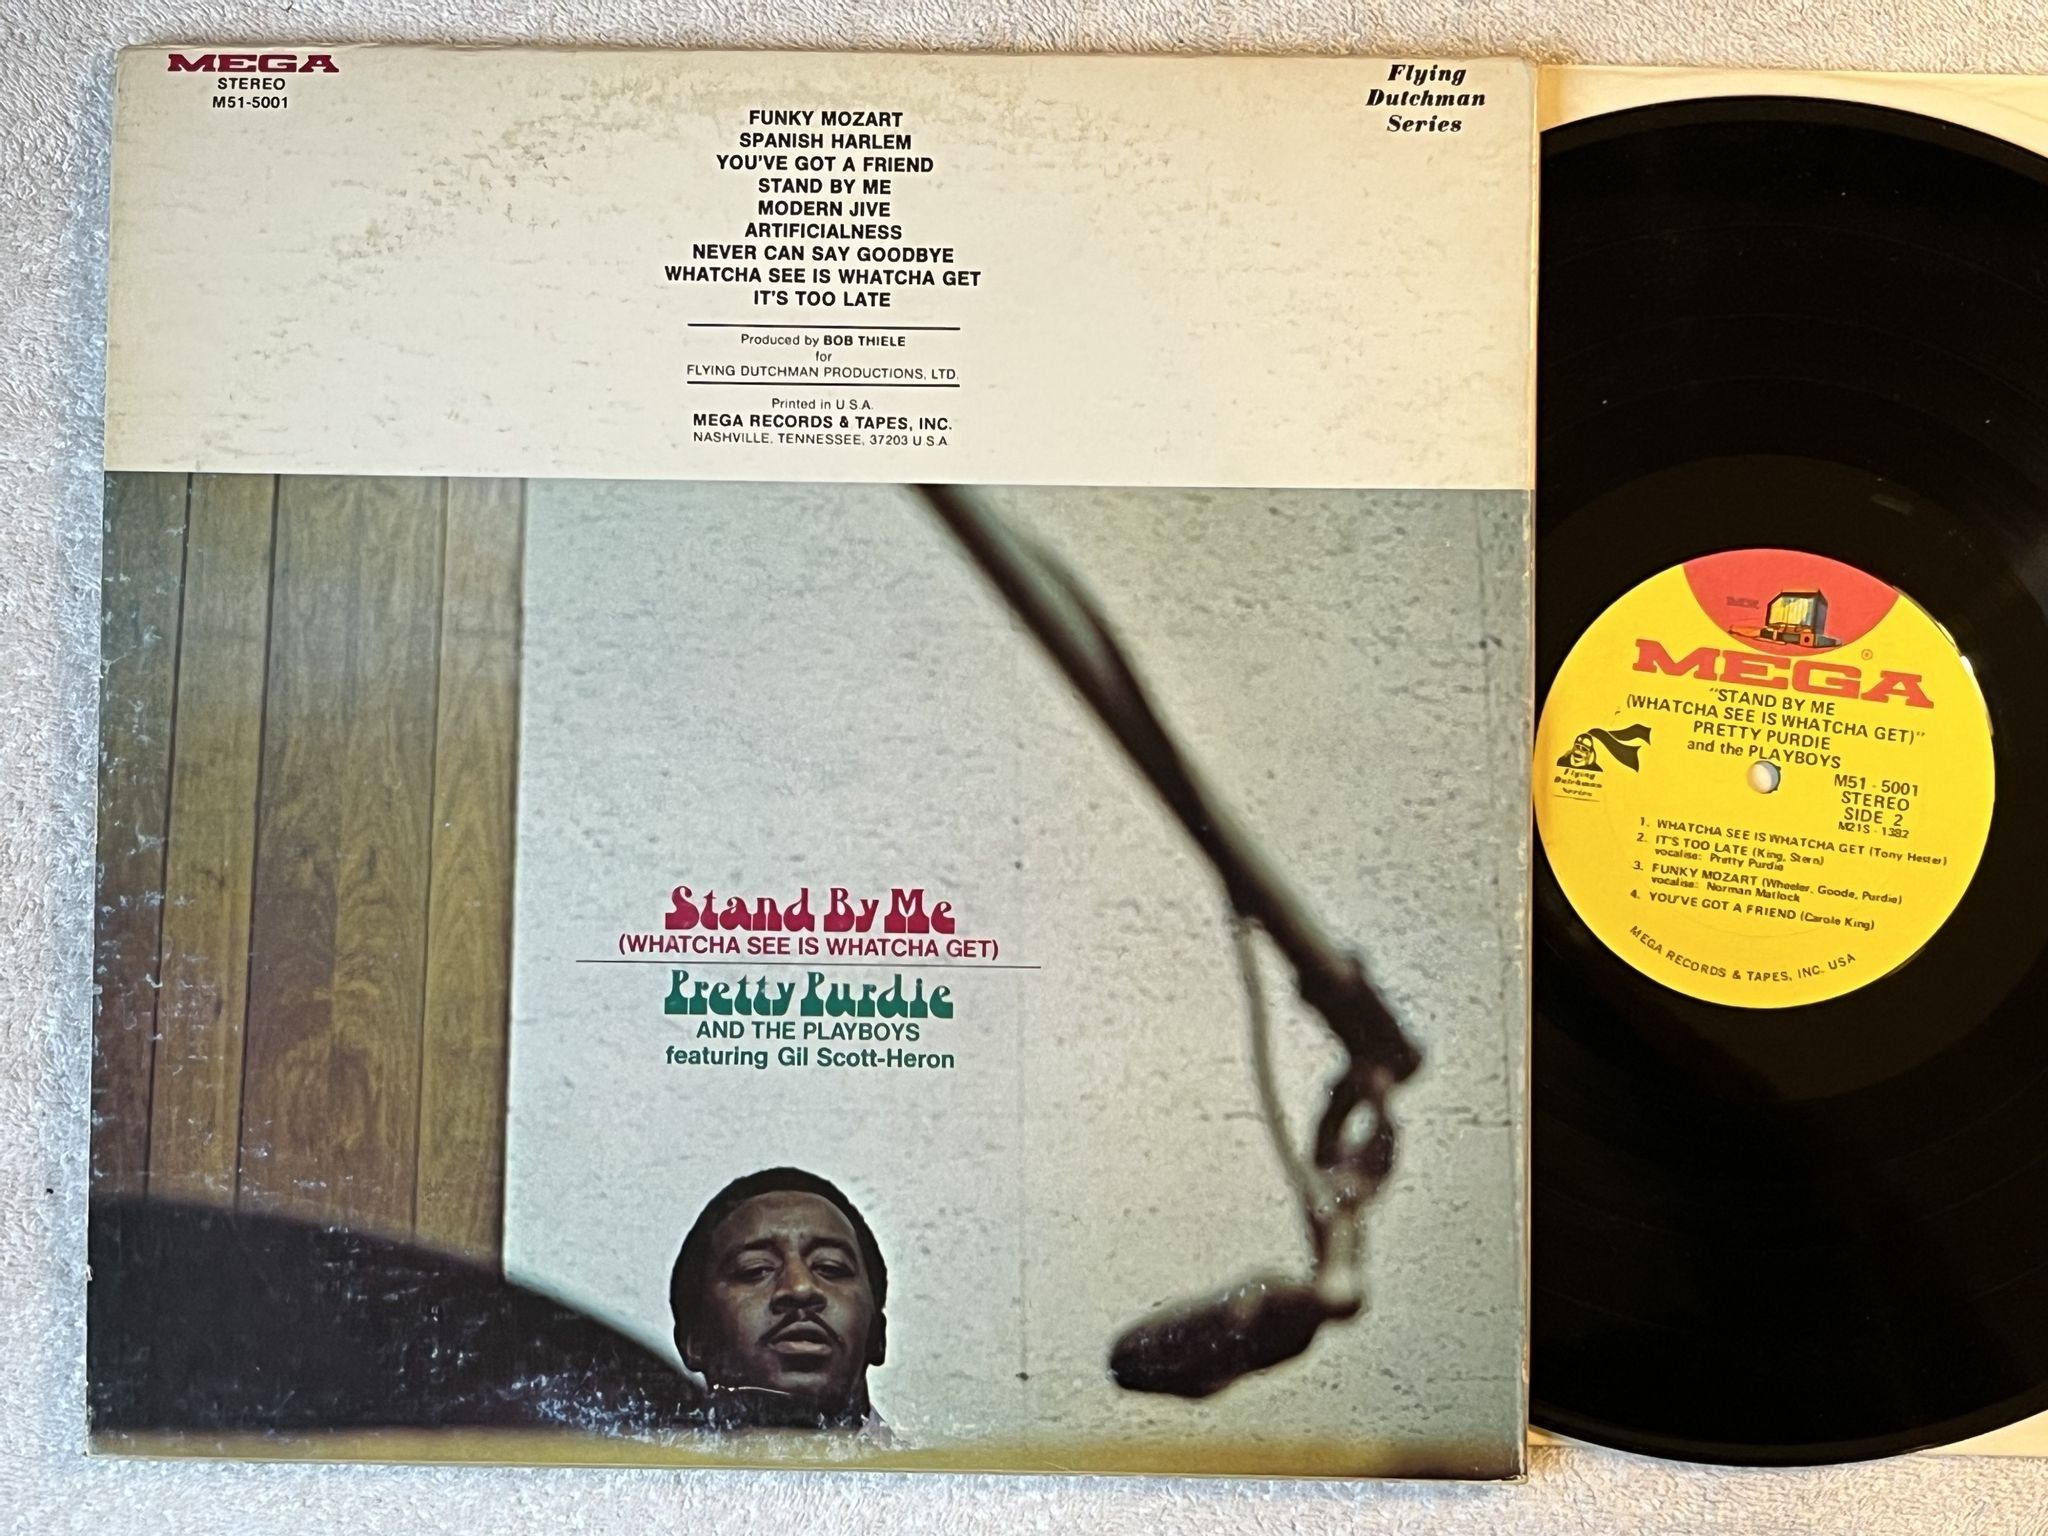 MEGA
STEREO
M51-5001
Flying
Dutchman
Series
FUNKY MOZART
SPANISH HARLEM
YOU'VE GOT A FRIEND
STAND BY ME
MODERN JIVE
ARTIFICIALNESS
NEVER CAN SAY GOODBYE
WHATCHA SEE IS WHATCHA GET
IT'S TOO LATE
Produced by BOB THIELE
for
FLYING DUTCHMAN PRODUCTIONS, LTD.
Printed in U.S.A.
MEGA RECORDS & TAPES, INC.
NASHVILLE, TENNESSEE, 37203 U.S.A.
Stand By Me
(WHATCHA SEE IS WHATCHA GET)
Pretty Purdie
AND THE PLAYBOYS
featuring Gil Scott-Heron
MEGA ®
"STAND BY ME
(WHATCHA SEE IS WHATCHA GET)"
PRETTY PURDIE
and the PLAYBOYS
Flying
Dutchman
Series
M51 - 5001
STEREO
SIDE 2
M21S - 1382
1. WHATCHA SEE IS WHATCHA GET (Tony Hester)
2. IT'S TOO LATE (King, Stern)
vocalise: Pretty Purdie
3. FUNKY MOZART (Wheeler, Goode, Purdie)
vocalise: Norman Matlock
4. YOU'VE GOT A FRIEND (Carole King)
MEGA RECORDS & TAPES, INC. USA